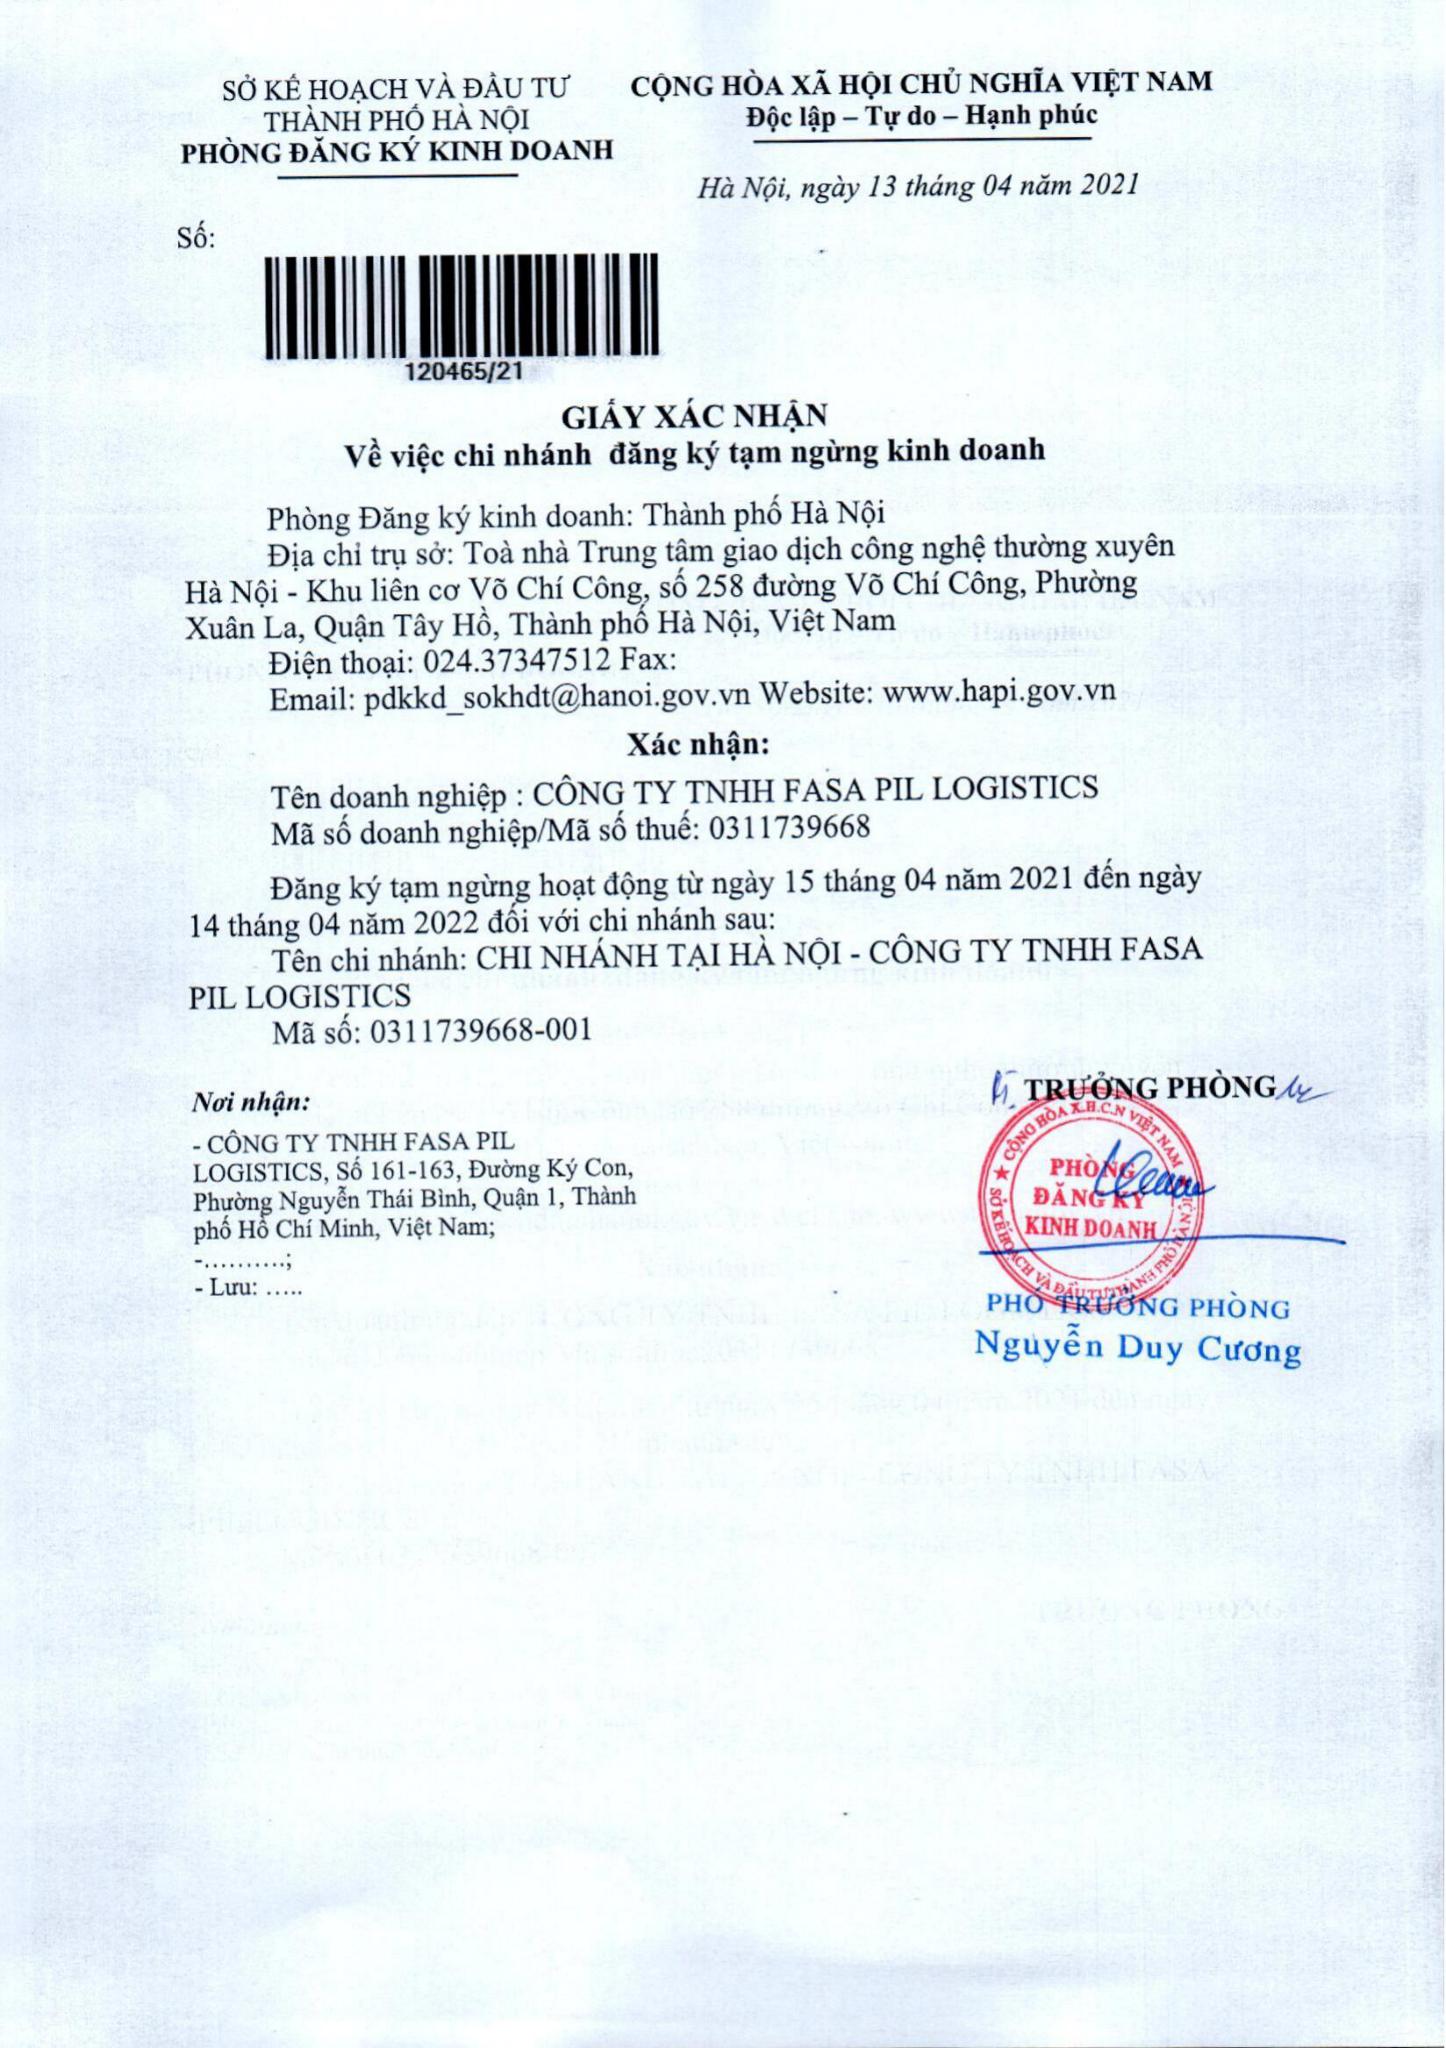 SỞ KẾ HOẠCH VÀ ĐẦU TƯ
THÀNH PHỐ HÀ NỘI
PHÒNG ĐĂNG KÝ KINH DOANH
CỘNG HÒA XÃ HỘI CHỦ NGHĨA VIỆT NAM
Độc lập – Tự do – Hạnh phúc
Hà Nội, ngày 13 tháng 04 năm 2021
Số:
120465/21
GIẤY XÁC NHẬN
Về việc chi nhánh đăng ký tạm ngừng kinh doanh
Phòng Đăng ký kinh doanh: Thành phố Hà Nội
Địa chỉ trụ sở: Toà nhà Trung tâm giao dịch công nghệ thường xuyên
Hà Nội - Khu liên cơ Võ Chí Công, số 258 đường Võ Chí Công, Phường
Xuân La, Quận Tây Hồ, Thành phố Hà Nội, Việt Nam
Điện thoại: 024.37347512 Fax:
Email: pdkkd_sokhdt@hanoi.gov.vn Website: www.hapi.gov.vn
Xác nhận:
Tên doanh nghiệp : CÔNG TY TNHH FASA PIL LOGISTICS
Mã số doanh nghiệp/Mã số thuế: 0311739668
Đăng ký tạm ngừng hoạt động từ ngày 15 tháng 04 năm 2021 đến ngày
14 tháng 04 năm 2022 đối với chi nhánh sau:
Tên chi nhánh: CHI NHÁNH TẠI HÀ NỘI - CÔNG TY TNHH FASA
PIL LOGISTICS
Mã số: 0311739668-001
Nơi nhận:
- CÔNG TY TNHH FASA PIL
LOGISTICS, Số 161-163, Đường Ký Con,
Phường Nguyễn Thái Bình, Quận 1, Thành
phố Hồ Chí Minh, Việt Nam;
-..........;
- Lưu: .....
TRƯỞNG PHÒNG
CỘNG HÒA X.H.C.N VIỆT NAM
PHÒNG
ĐĂNG KÝ
KINH DOANH
SỞ KẾ HOẠCH VÀ ĐẦU TƯ THÀNH PHỐ HÀ NỘI
PHÓ TRƯỞNG PHÒNG
Nguyễn Duy Cương